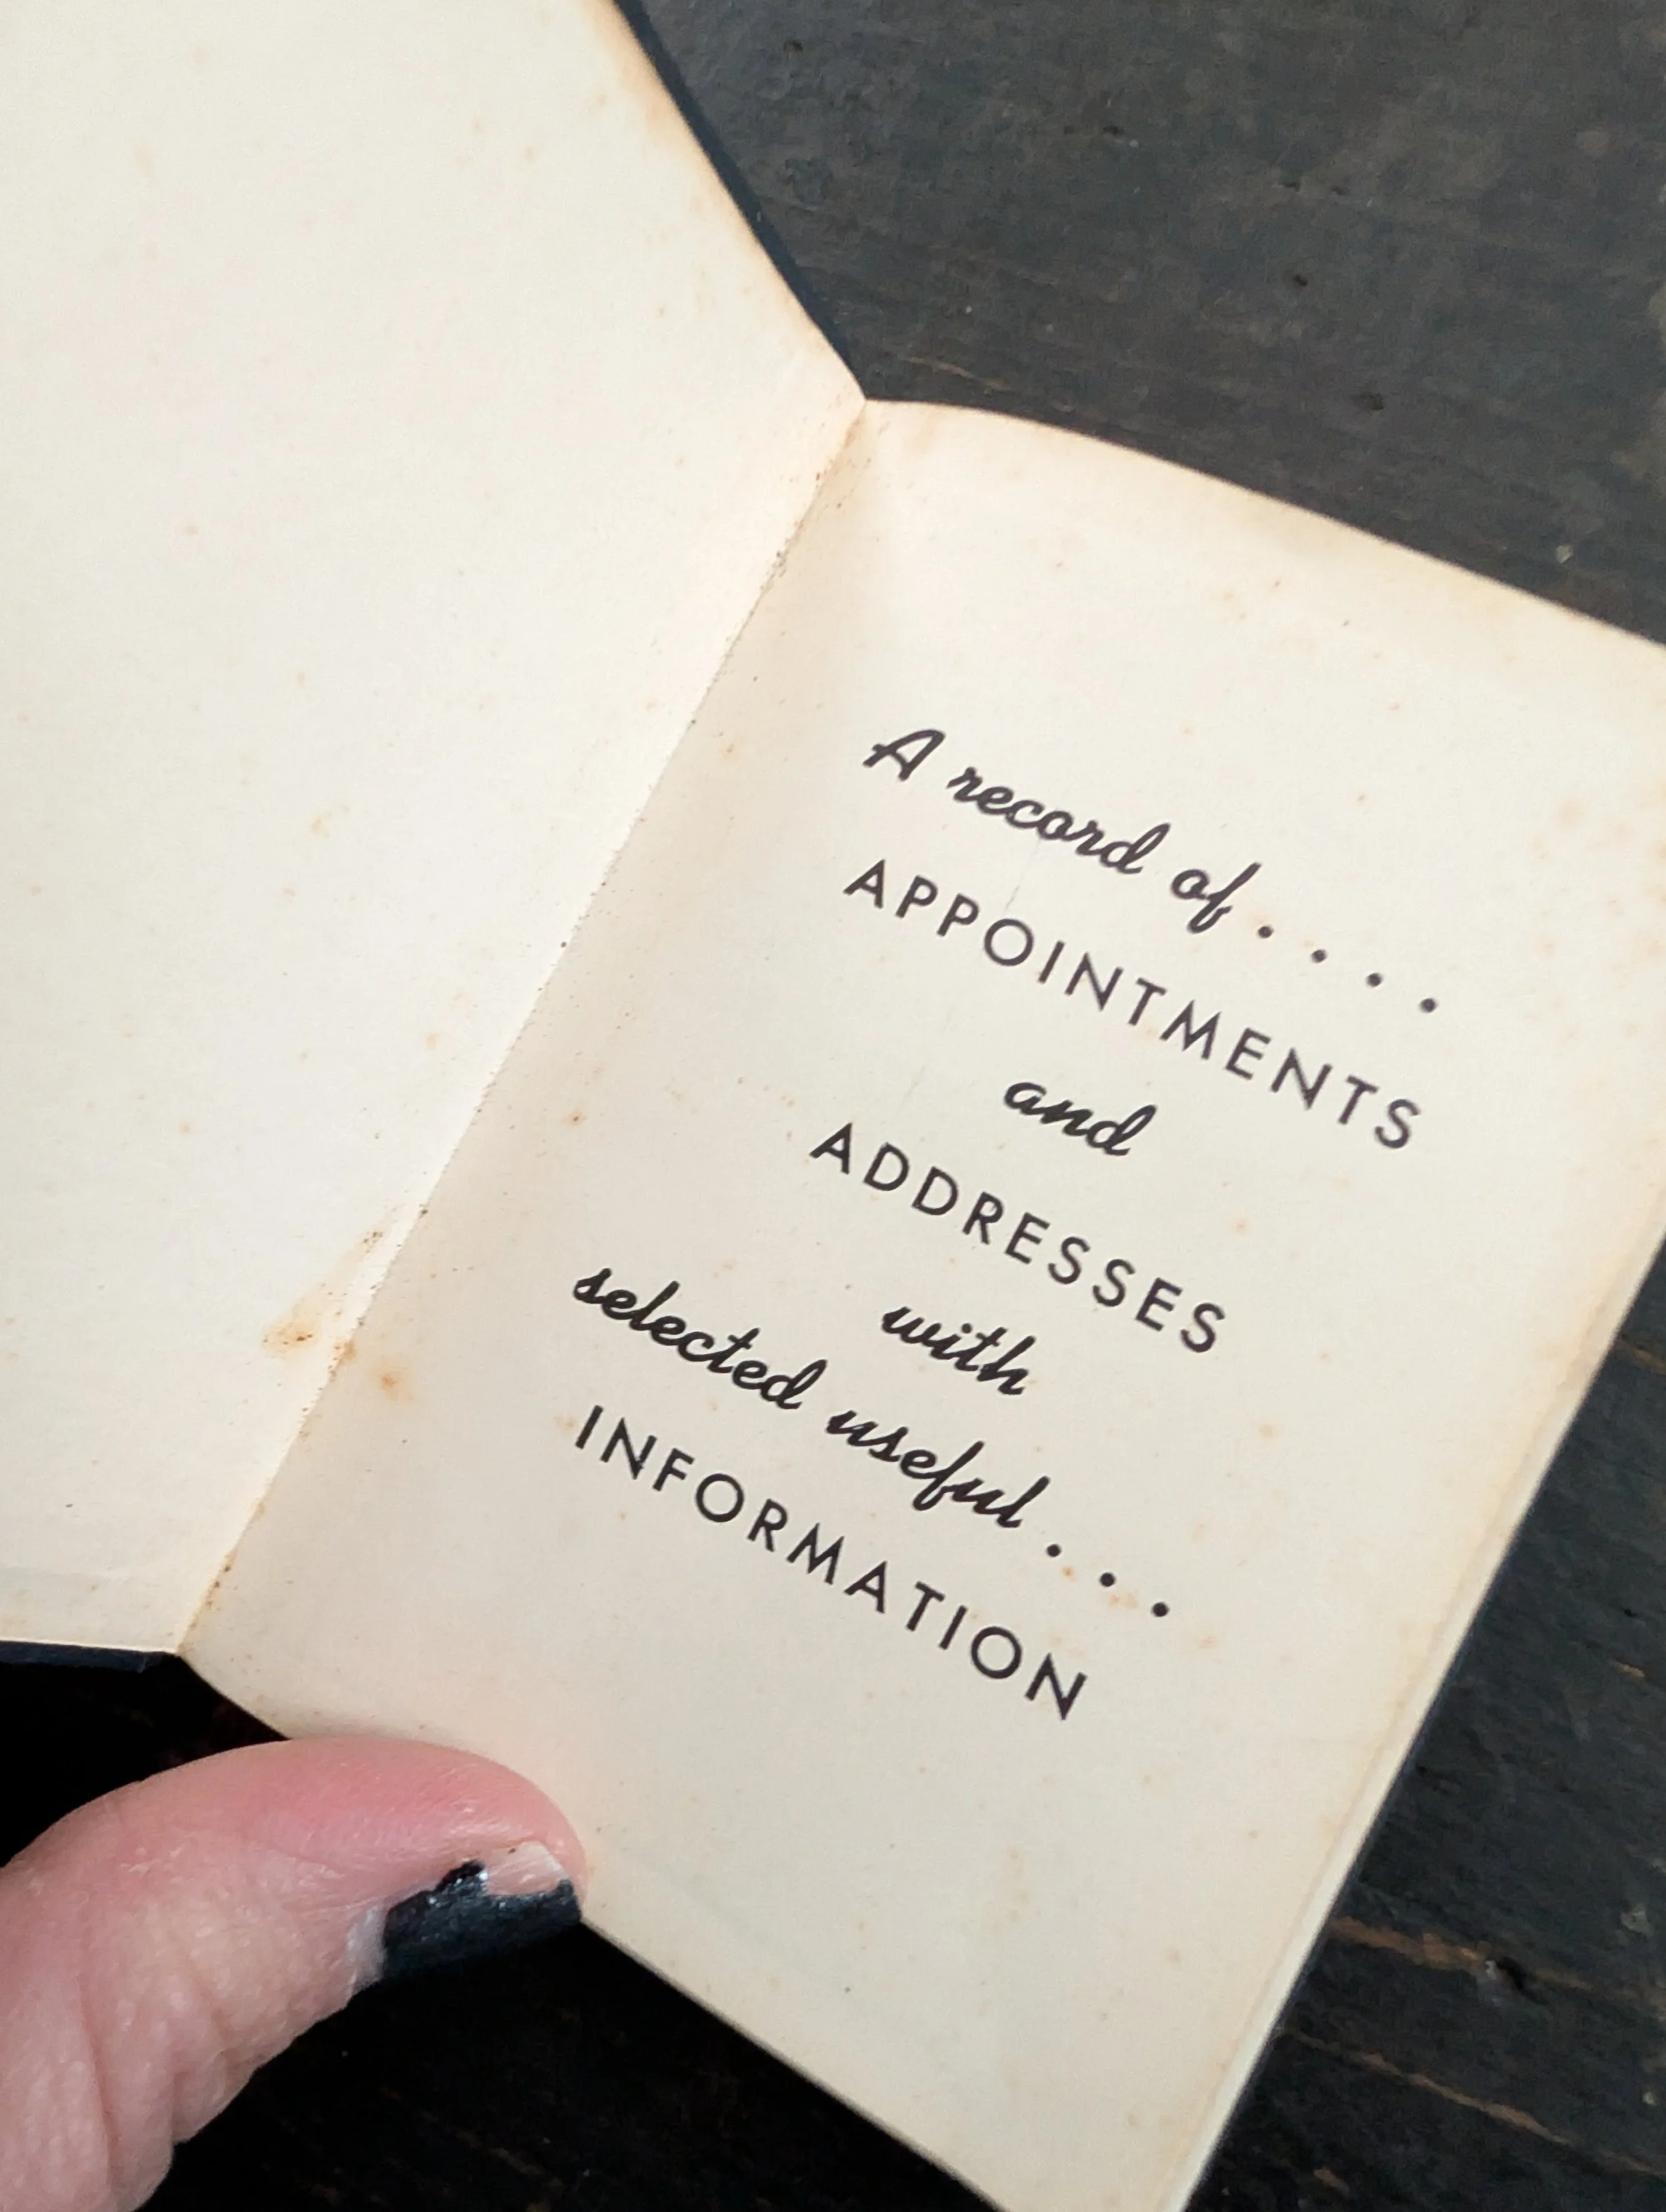 A record of . . . .
APPOINTMENTS
and
ADDRESSES
with
selected useful . . .
INFORMATION